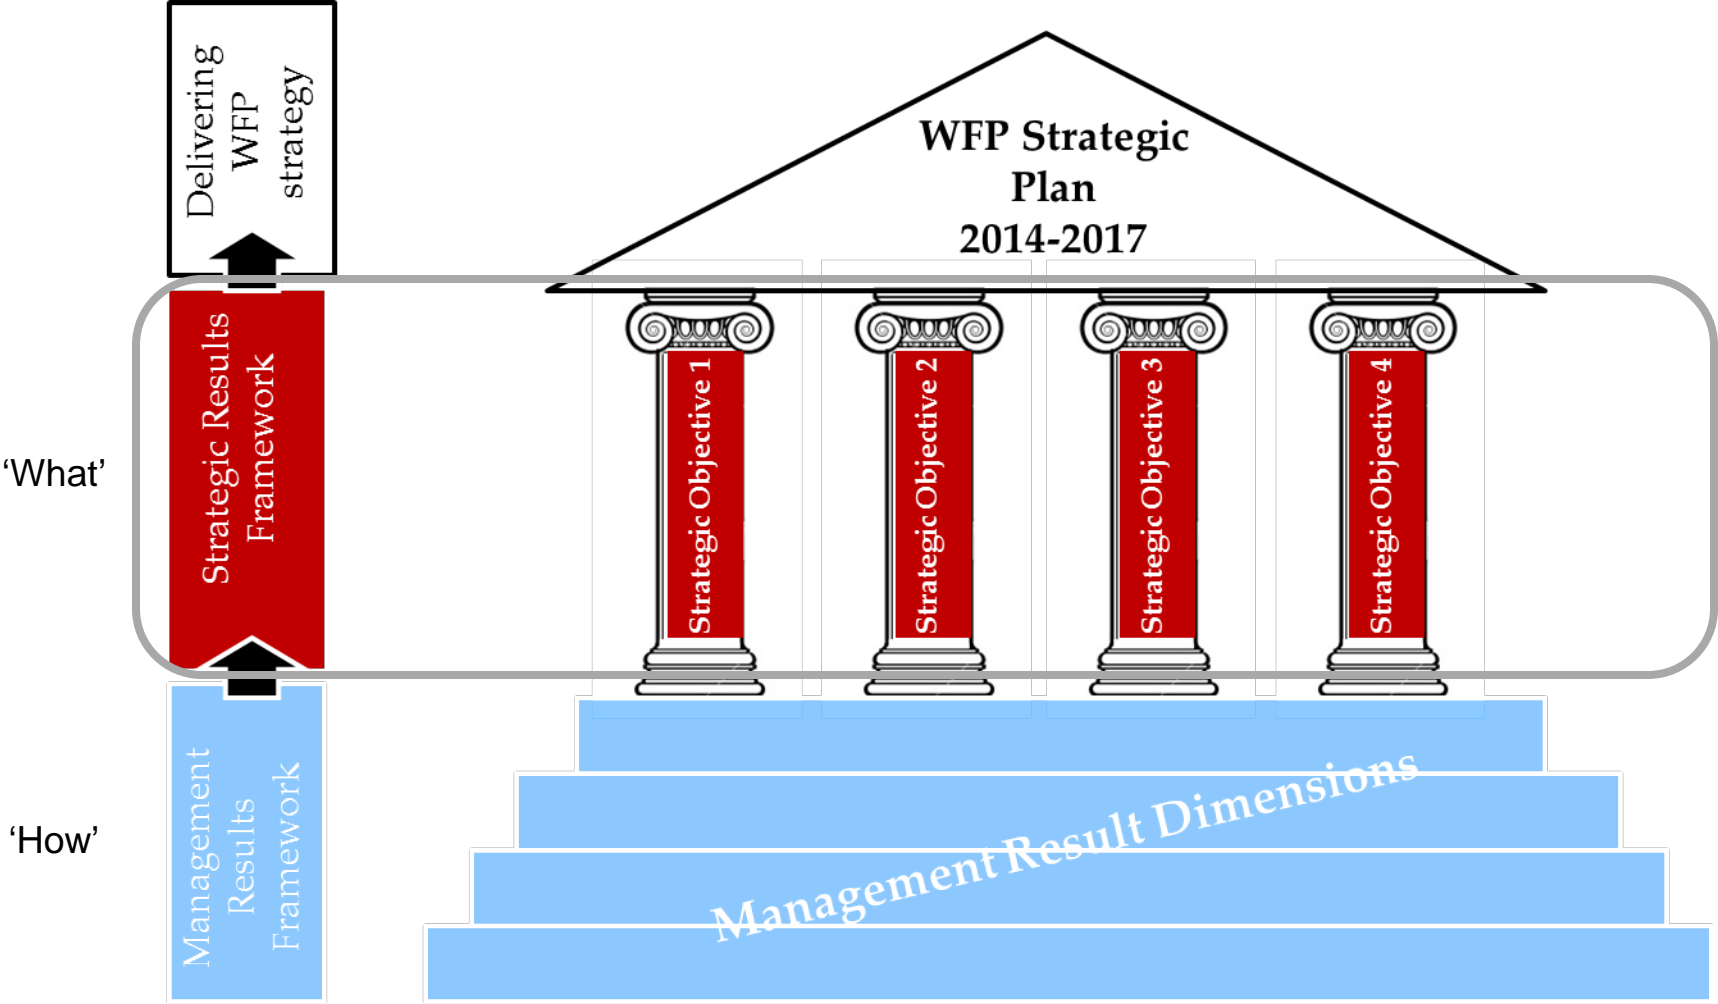 Delivering
WFP
strategy
WFP Strategic
Plan
2014-2017
‘What’
Strategic Results
Framework
Strategic Objective 1
Strategic Objective 2
Strategic Objective 3
Strategic Objective 4
‘How’
Management
Results
Framework
Management Result Dimensions